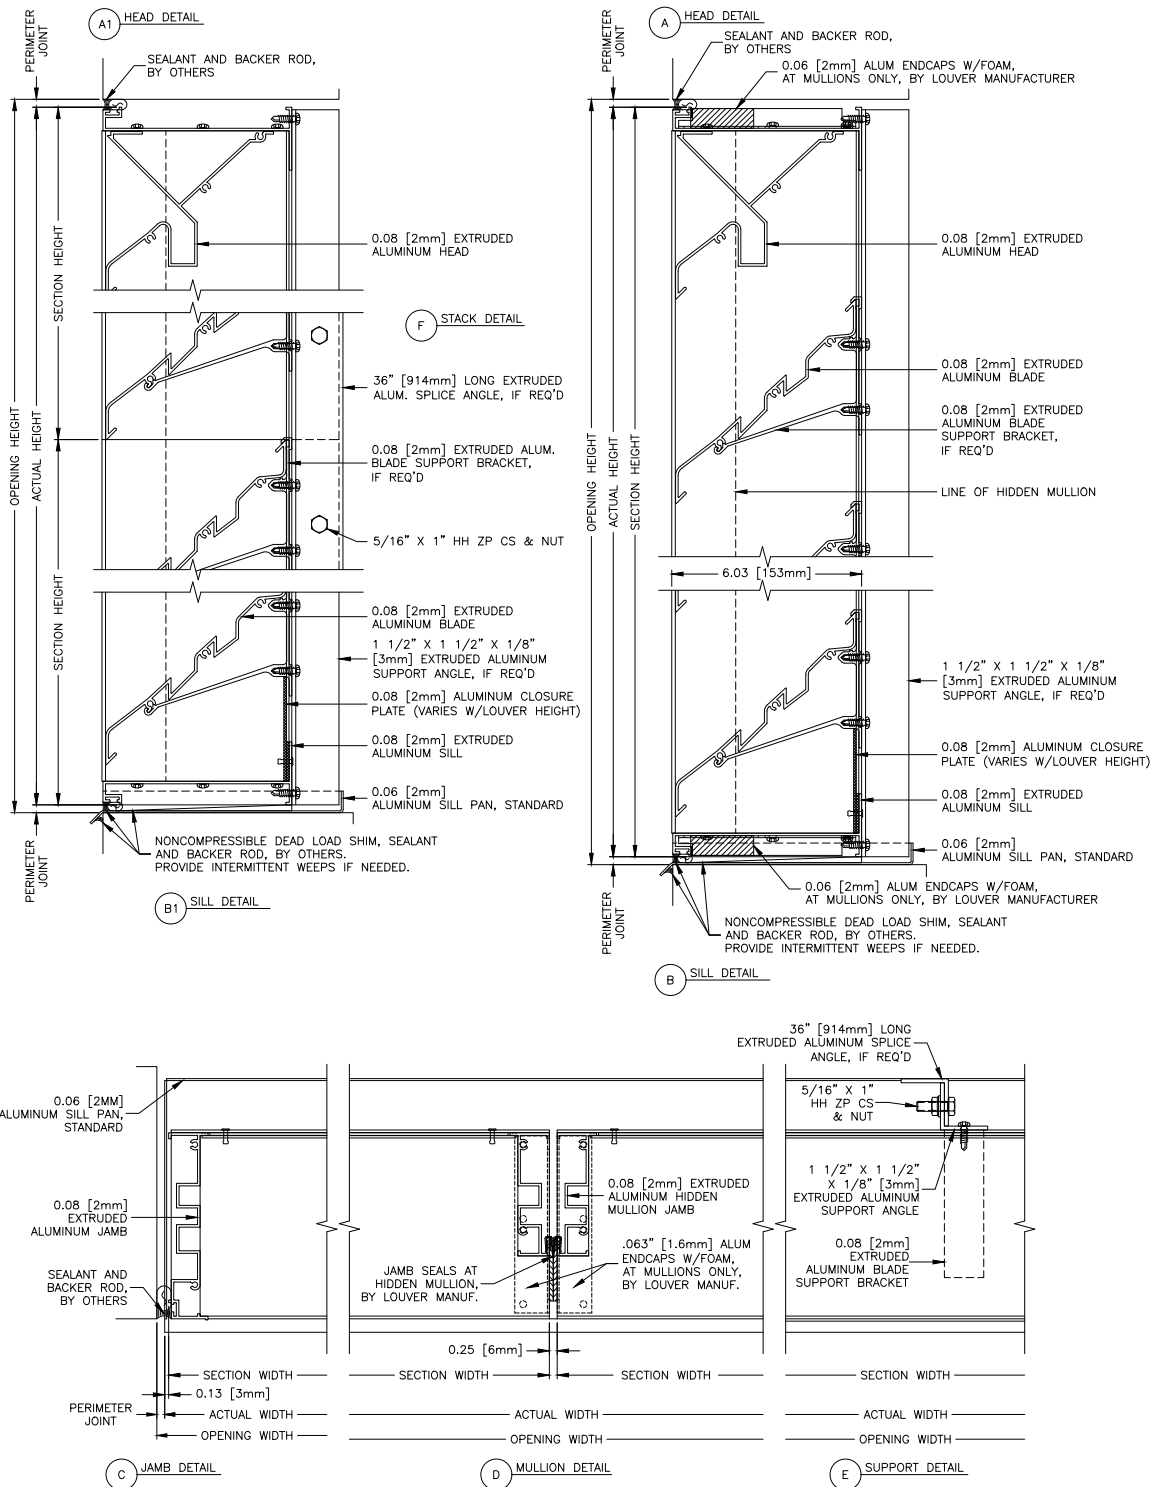 A1 HEAD DETAIL
PERIMETER
JOINT
SEALANT AND BACKER ROD,
BY OTHERS
OPENING HEIGHT
ACTUAL HEIGHT
SECTION HEIGHT
SECTION HEIGHT
0.08 [2mm] EXTRUDED
ALUMINUM HEAD
F STACK DETAIL
36" [914mm] LONG EXTRUDED
ALUM. SPLICE ANGLE, IF REQ'D
0.08 [2mm] EXTRUDED ALUM.
BLADE SUPPORT BRACKET,
IF REQ'D
5/16" X 1" HH ZP CS & NUT
0.08 [2mm] EXTRUDED
ALUMINUM BLADE
1 1/2" X 1 1/2" X 1/8"
[3mm] EXTRUDED ALUMINUM
SUPPORT ANGLE, IF REQ'D
0.08 [2mm] ALUMINUM CLOSURE
PLATE (VARIES W/LOUVER HEIGHT)
0.08 [2mm] EXTRUDED
ALUMINUM SILL
0.06 [2mm]
ALUMINUM SILL PAN, STANDARD
NONCOMPRESSIBLE DEAD LOAD SHIM, SEALANT
AND BACKER ROD, BY OTHERS.
PROVIDE INTERMITTENT WEEPS IF NEEDED.
PERIMETER
JOINT
B1 SILL DETAIL
A HEAD DETAIL
PERIMETER
JOINT
SEALANT AND BACKER ROD,
BY OTHERS
0.06 [2mm] ALUM ENDCAPS W/FOAM,
AT MULLIONS ONLY, BY LOUVER MANUFACTURER
0.08 [2mm] EXTRUDED
ALUMINUM HEAD
0.08 [2mm] EXTRUDED
ALUMINUM BLADE
0.08 [2mm] EXTRUDED
ALUMINUM BLADE
SUPPORT BRACKET,
IF REQ'D
OPENING HEIGHT
ACTUAL HEIGHT
SECTION HEIGHT
LINE OF HIDDEN MULLION
6.03 [153mm]
1 1/2" X 1 1/2" X 1/8"
[3mm] EXTRUDED ALUMINUM
SUPPORT ANGLE, IF REQ'D
0.08 [2mm] ALUMINUM CLOSURE
PLATE (VARIES W/LOUVER HEIGHT)
0.08 [2mm] EXTRUDED
ALUMINUM SILL
0.06 [2mm]
ALUMINUM SILL PAN, STANDARD
0.06 [2mm] ALUM ENDCAPS W/FOAM,
AT MULLIONS ONLY, BY LOUVER MANUFACTURER
NONCOMPRESSIBLE DEAD LOAD SHIM, SEALANT
AND BACKER ROD, BY OTHERS.
PROVIDE INTERMITTENT WEEPS IF NEEDED.
PERIMETER
JOINT
B SILL DETAIL
0.06 [2MM]
ALUMINUM SILL PAN,
STANDARD
0.08 [2mm]
EXTRUDED
ALUMINUM JAMB
SEALANT AND
BACKER ROD,
BY OTHERS
0.08 [2mm] EXTRUDED
ALUMINUM HIDDEN
MULLION JAMB
JAMB SEALS AT
HIDDEN MULLION,
BY LOUVER MANUF.
.063" [1.6mm] ALUM
ENDCAPS W/FOAM,
AT MULLIONS ONLY,
BY LOUVER MANUF.
36" [914mm] LONG
EXTRUDED ALUMINUM SPLICE
ANGLE, IF REQ'D
5/16" X 1"
HH ZP CS
& NUT
1 1/2" X 1 1/2"
X 1/8" [3mm]
EXTRUDED ALUMINUM
SUPPORT ANGLE
0.08 [2mm]
EXTRUDED
ALUMINUM BLADE
SUPPORT BRACKET
0.25 [6mm]
SECTION WIDTH
SECTION WIDTH
SECTION WIDTH
SECTION WIDTH
0.13 [3mm]
PERIMETER
JOINT
ACTUAL WIDTH
ACTUAL WIDTH
ACTUAL WIDTH
OPENING WIDTH
OPENING WIDTH
OPENING WIDTH
C JAMB DETAIL
D MULLION DETAIL
E SUPPORT DETAIL